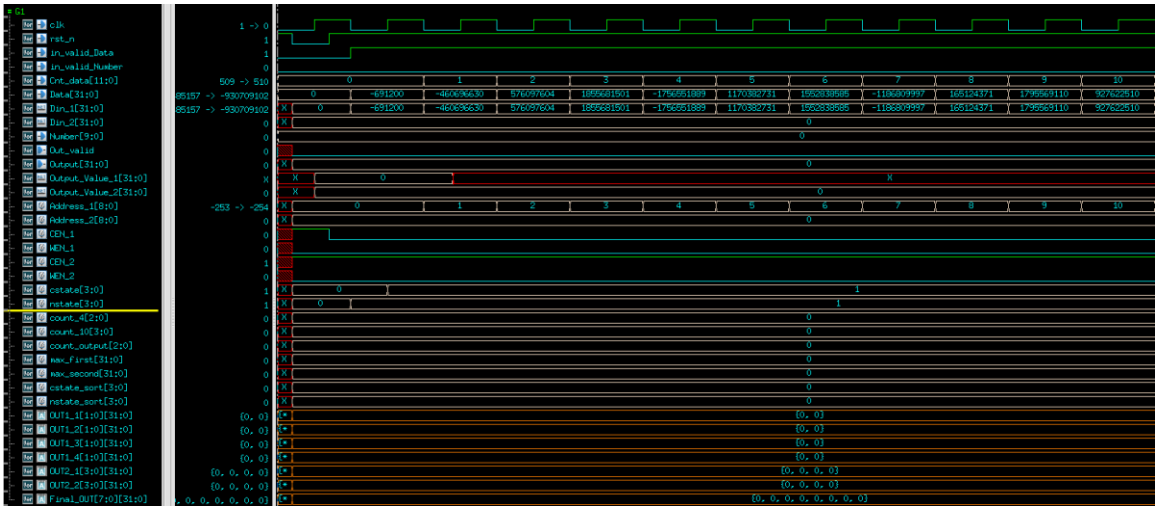 G1
clk 1 -> 0
rst_n 1
in_valid_Data 1
in_valid_Number 0
Cnt_data[11:0] 509 -> 510 0 1 2 3 4 5 6 7 8 9 10
Data[31:0] 85157 -> -930709102 0 -691200 -460696630 576097604 1855681501 -1756551889 1170382731 1552838585 -1186809997 165124371 1795569110 927622510
Din_1[31:0] 85157 -> -930709102 X 0 -691200 -460696630 576097604 1855681501 -1756551889 1170382731 1552838585 -1186809997 165124371 1795569110 927622510
Din_2[31:0] 0 X 0
Number[9:0] 0 0
Out_valid 0
Output[31:0] 0 X 0
Output_Value_1[31:0] X X 0 X
Output_Value_2[31:0] 0 X 0
Address_1[8:0] -253 -> -254 X 0 1 2 3 4 5 6 7 8 9 10
Address_2[8:0] 0 X 0
CEN_1 0
WEN_1 0
CEN_2 1
WEN_2 0
cstate[3:0] 1 X 0 1
nstate[3:0] 1 X 0 1
count_4[2:0] 0 X 0
count_10[3:0] 0 X 0
count_output[2:0] 0 X 0
max_first[31:0] 0 X 0
max_second[31:0] 0 X 0
cstate_sort[3:0] 0 X 0
nstate_sort[3:0] 0 X 0
OUT1_1[1:0][31:0] {0, 0} {* {0, 0}
OUT1_2[1:0][31:0] {0, 0} {* {0, 0}
OUT1_3[1:0][31:0] {0, 0} {* {0, 0}
OUT1_4[1:0][31:0] {0, 0} {* {0, 0}
OUT2_1[3:0][31:0] {0, 0, 0, 0} {* {0, 0, 0, 0}
OUT2_2[3:0][31:0] {0, 0, 0, 0} {* {0, 0, 0, 0}
Final_OUT[7:0][31:0] , 0, 0, 0, 0, 0, 0} {* {0, 0, 0, 0, 0, 0, 0, 0}